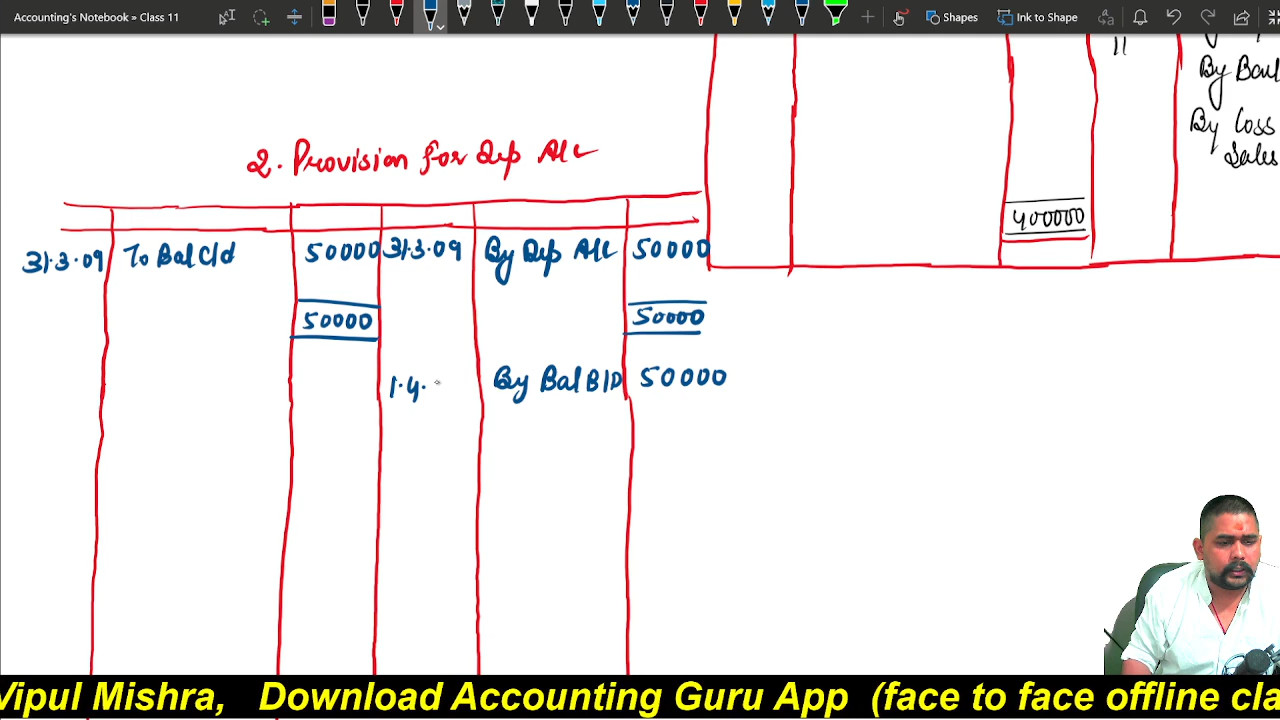 Accounting's Notebook » Class 11
Shapes
Ink to Shape
By Ban
By Loss
Sales
400000
2. Provision for Dep A/c
31.3.09 To Bal C/d 50000 31.3.09 By Dep A/c 50000
50000 50000
1.4. By Bal B/D 50000
Vipul Mishra, Download Accounting Guru App (face to face offline cla